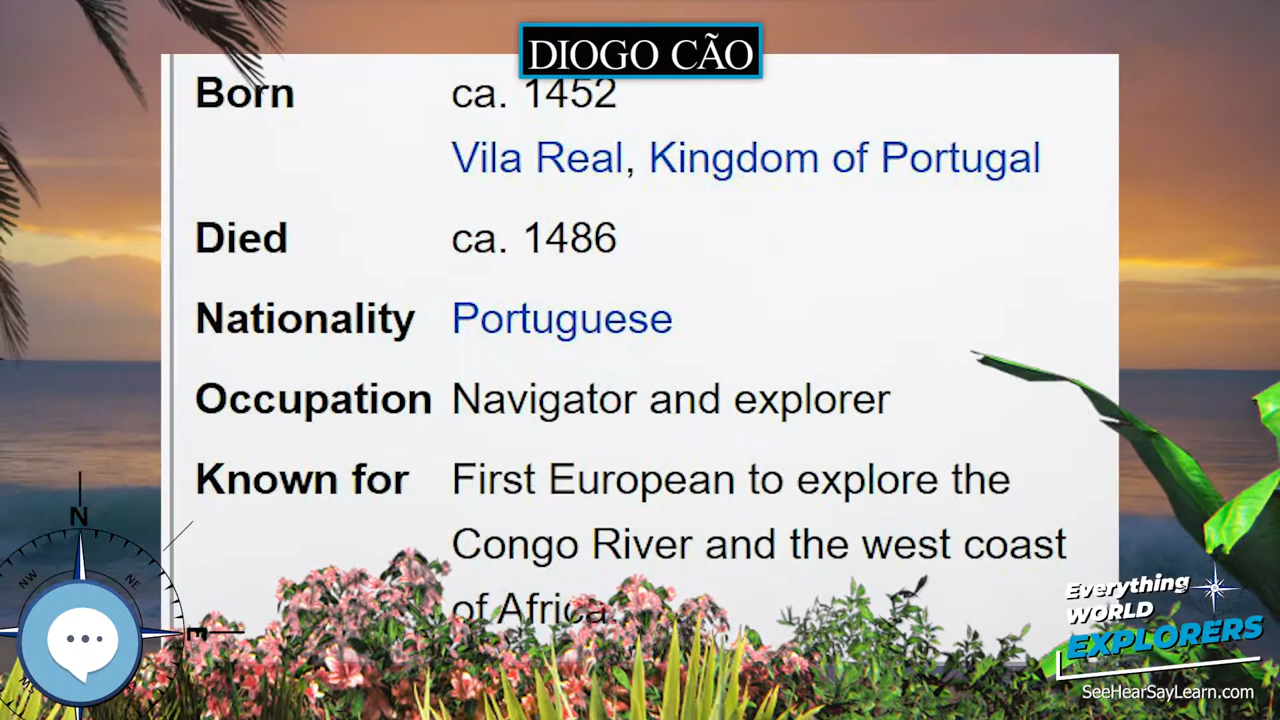 DIOGO CÃO
Born ca. 1452
Vila Real, Kingdom of Portugal
Died ca. 1486
Nationality Portuguese
Occupation Navigator and explorer
Known for First European to explore the
Congo River and the west coast
of Africa.
N
NW NE
E
Everything
WORLD
EXPLORERS
SeeHearSayLearn.com